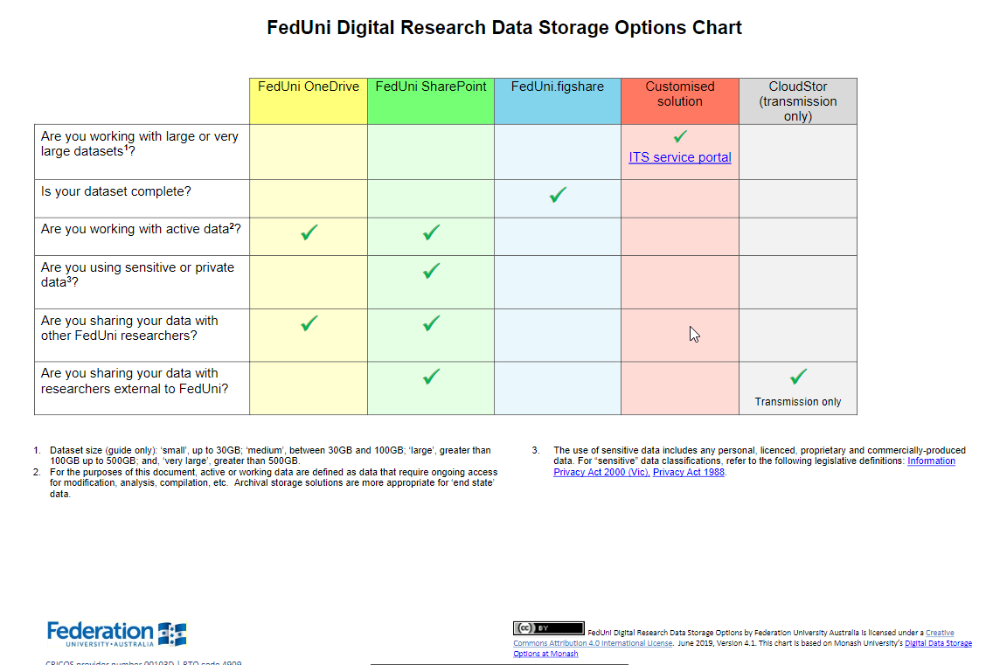 FedUni Digital Research Data Storage Options Chart
FedUni OneDrive
FedUni SharePoint
FedUni.figshare
Customised
solution
CloudStor
(transmission
only)
Are you working with large or very
large datasets1?
✓
ITS service portal
Is your dataset complete?
✓
Are you working with active data2?
✓ ✓
Are you using sensitive or private
data3?
✓
Are you sharing your data with
other FedUni researchers?
✓ ✓
Are you sharing your data with
researchers external to FedUni?
✓ ✓
Transmission only
1. Dataset size (guide only): ‘small’, up to 30GB; ‘medium’, between 30GB and 100GB; ‘large’, greater than
100GB up to 500GB; and, ‘very large’, greater than 500GB.
2. For the purposes of this document, active or working data are defined as data that require ongoing access
for modification, analysis, compilation, etc. Archival storage solutions are more appropriate for ‘end state’
data.
3. The use of sensitive data includes any personal, licenced, proprietary and commercially-produced
data. For “sensitive” data classifications, refer to the following legislative definitions: Information
Privacy Act 2000 (Vic), Privacy Act 1988.
Federation
UNIVERSITY•AUSTRALIA
CRICOS provider number 00103D | RTO code 4909
cc BY FedUni Digital Research Data Storage Options by Federation University Australia is licensed under a Creative
Commons Attribution 4.0 International License. June 2019, Version 4.1. This chart is based on Monash University’s Digital Data Storage
Options at Monash